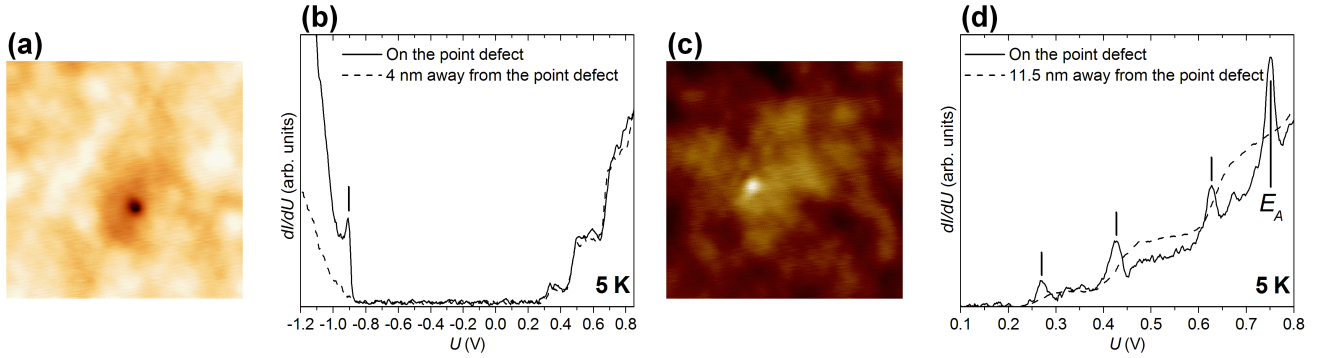 (a)
(b)
dI/dU (arb. units)
On the point defect
4 nm away from the point defect
5 K
-1.2 -1.0 -0.8 -0.6 -0.4 -0.2 0.0 0.2 0.4 0.6 0.8
U (V)
(c)
(d)
dI/dU (arb. units)
On the point defect
11.5 nm away from the point defect
E_A
5 K
0.1 0.2 0.3 0.4 0.5 0.6 0.7 0.8
U (V)